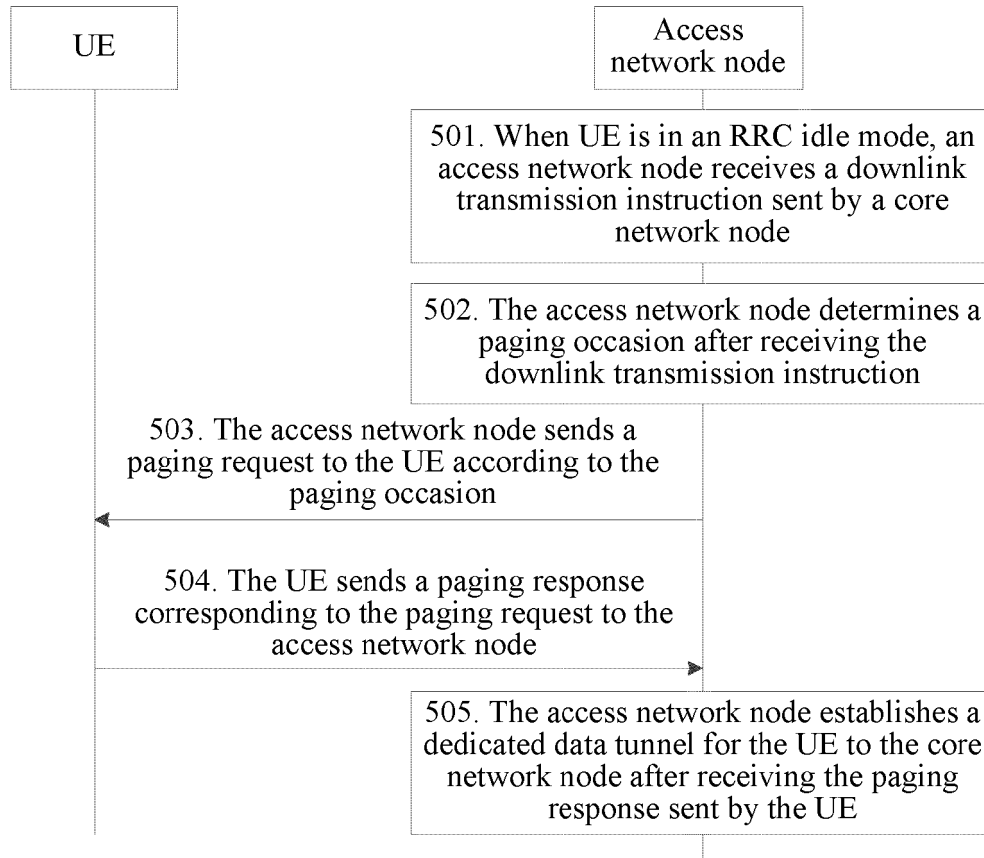 UE
Access
network node
501. When UE is in an RRC idle mode, an
access network node receives a downlink
transmission instruction sent by a core
network node
502. The access network node determines a
paging occasion after receiving the
downlink transmission instruction
503. The access network node sends a
paging request to the UE according to the
paging occasion
504. The UE sends a paging response
corresponding to the paging request to the
access network node
505. The access network node establishes a
dedicated data tunnel for the UE to the core
network node after receiving the paging
response sent by the UE